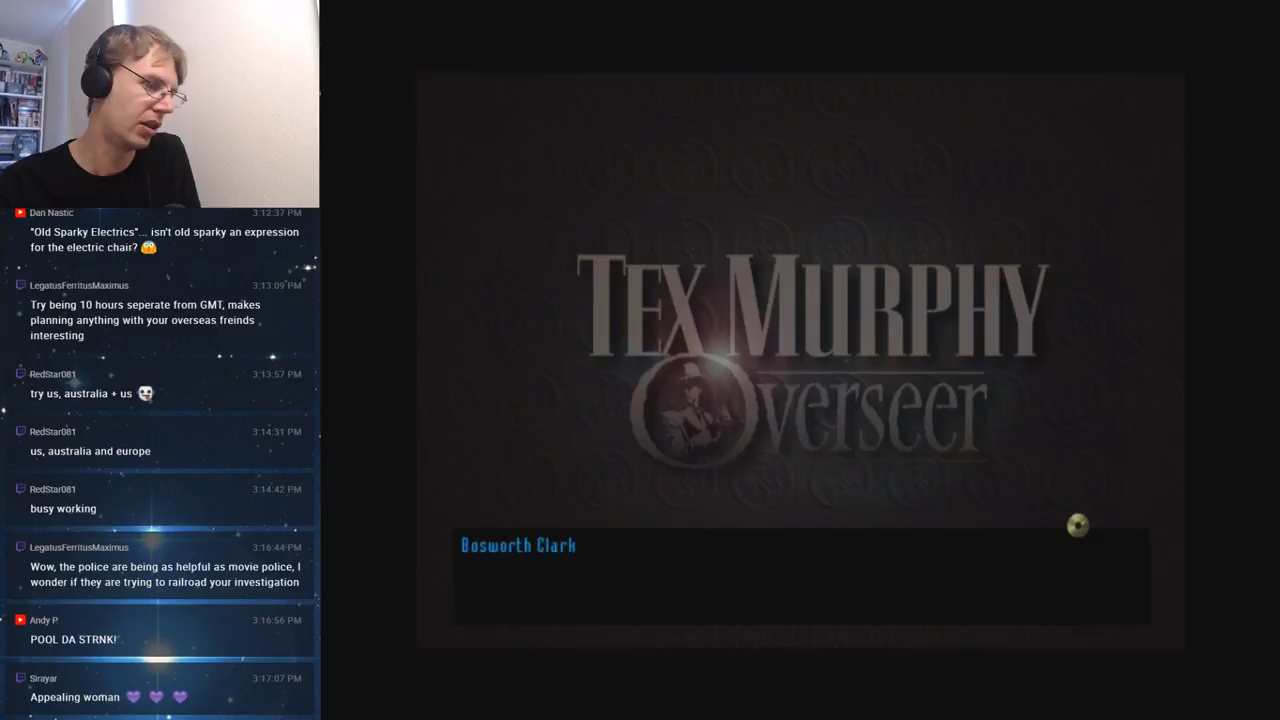 Dan Nastic 3:12:37 PM
"Old Sparky Electrics"... isn't old sparky an expression
for the electric chair? 😱
LegatusFerritusMaximus 3:13:09 PM
Try being 10 hours seperate from GMT, makes
planning anything with your overseas freinds
interesting
RedStar081 3:13:57 PM
try us, australia + us
RedStar081 3:14:31 PM
us, australia and europe
RedStar081 3:14:42 PM
busy working
LegatusFerritusMaximus 3:16:44 PM
Wow, the police are being as helpful as movie police, I
wonder if they are trying to railroad your investigation
Andy P. 3:16:56 PM
POOL DA STRNK!
Sirayar 3:17:07 PM
Appealing woman 💜 💜 💜
TEX MURPHY
Overseer
Bosworth Clark